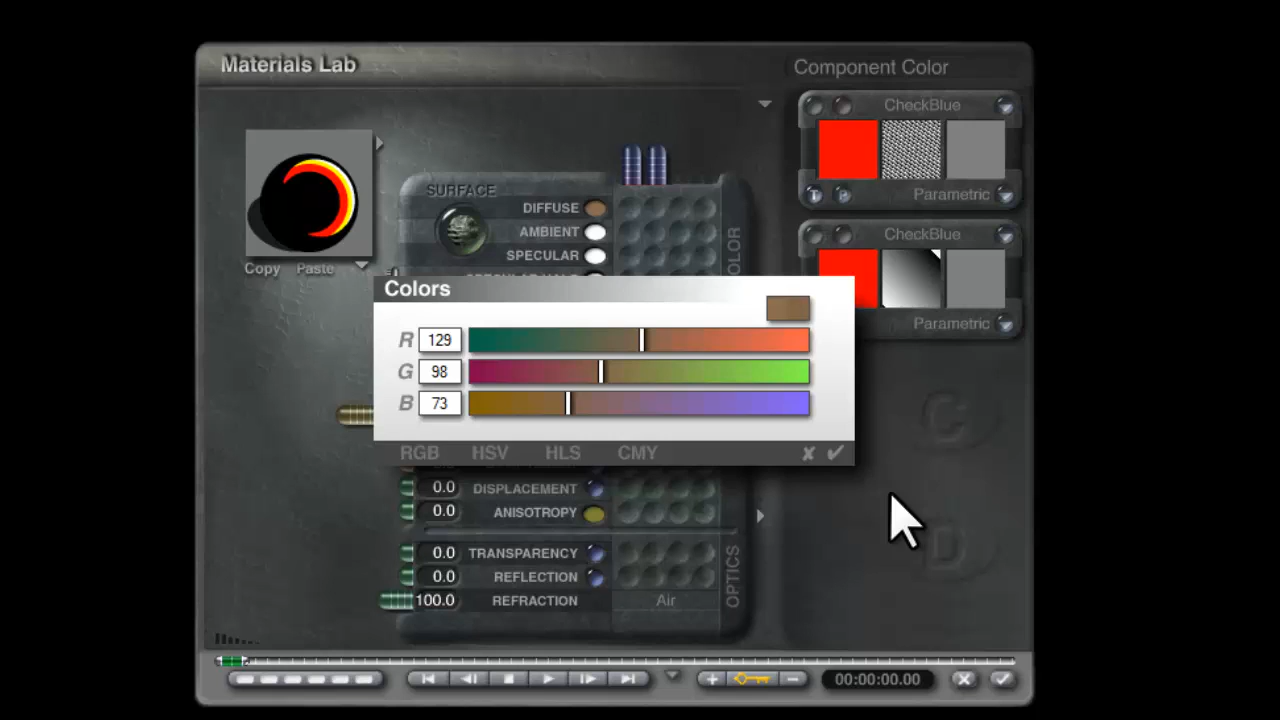 Materials Lab
Component Color
CheckBlue
Parametric
CheckBlue
Parametric
Copy Paste
SURFACE
DIFFUSE
AMBIENT
SPECULAR
Colors
R 129
G 98
B 73
RGB HSV HLS CMY
0.0 DISPLACEMENT
0.0 ANISOTROPY
0.0 TRANSPARENCY
0.0 REFLECTION
100.0 REFRACTION Air
OPTICS
C
D
00:00:00.00